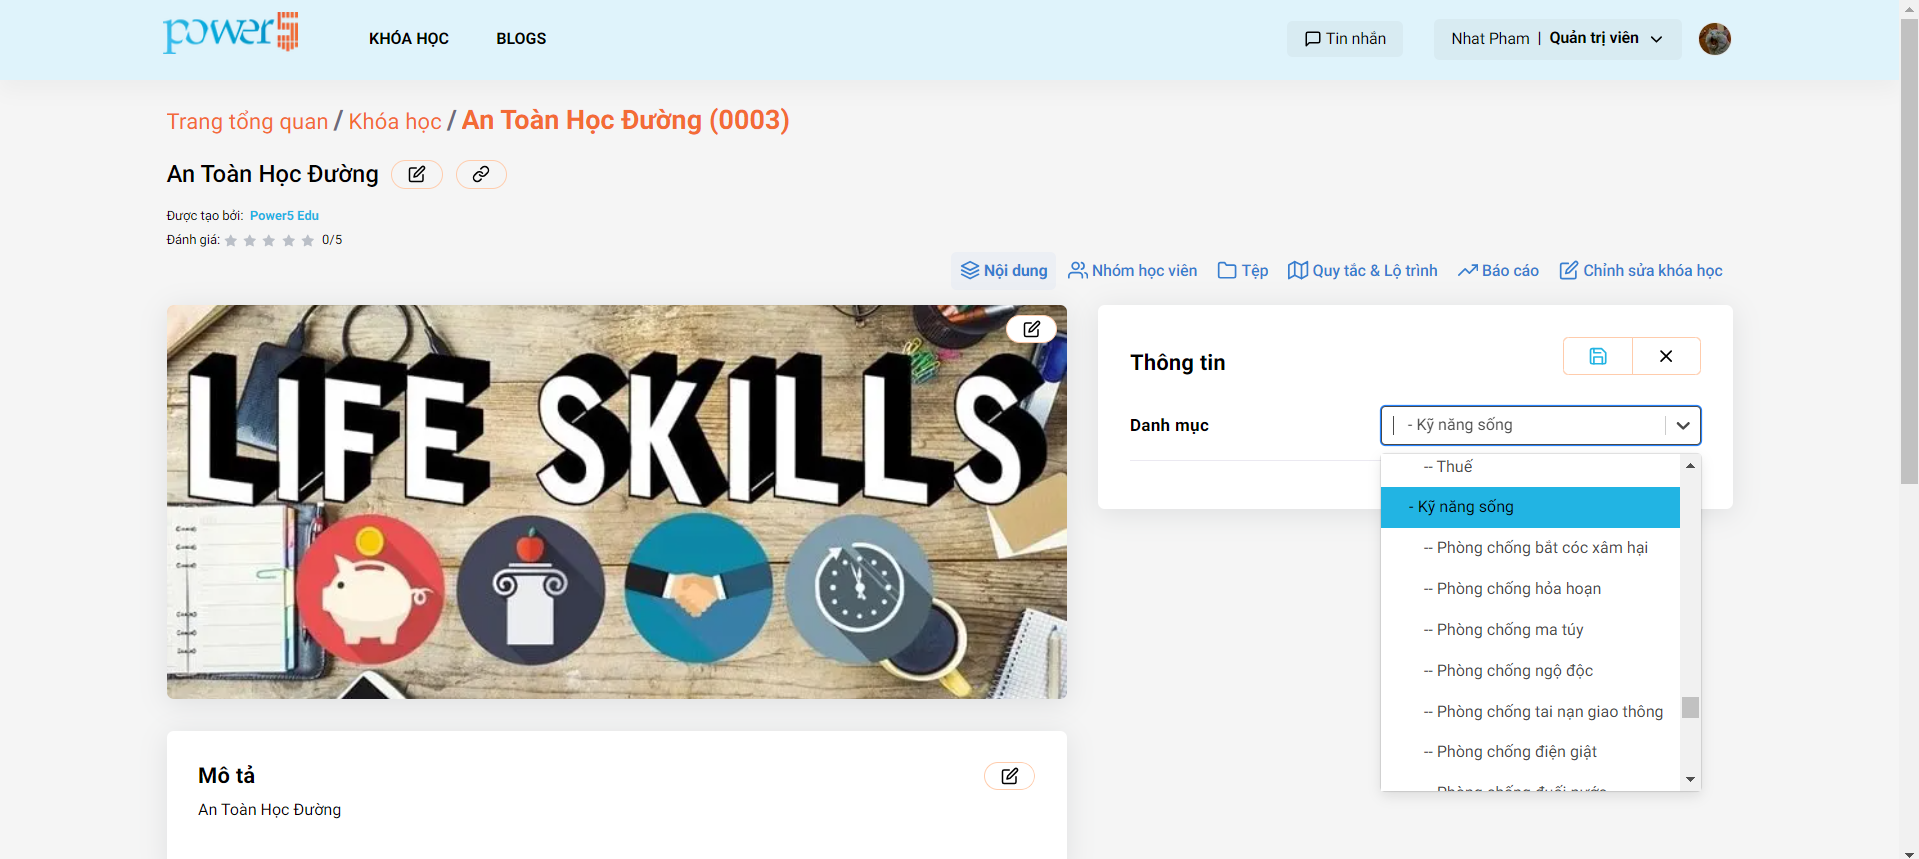 power5
KHÓA HỌC
BLOGS
Tin nhắn
Nhat Pham | Quản trị viên
Trang tổng quan / Khóa học / An Toàn Học Đường (0003)
An Toàn Học Đường
Được tạo bởi: Power5 Edu
Đánh giá: 0/5
Nội dung
Nhóm học viên
Tệp
Quy tắc & Lộ trình
Báo cáo
Chỉnh sửa khóa học
LIFE SKILLS
Thông tin
Danh mục
- Kỹ năng sống
-- Thuế
- Kỹ năng sống
-- Phòng chống bắt cóc xâm hại
-- Phòng chống hỏa hoạn
-- Phòng chống ma túy
-- Phòng chống ngộ độc
-- Phòng chống tai nạn giao thông
-- Phòng chống điện giật
-- Phòng chống đuối nước
Mô tả
An Toàn Học Đường